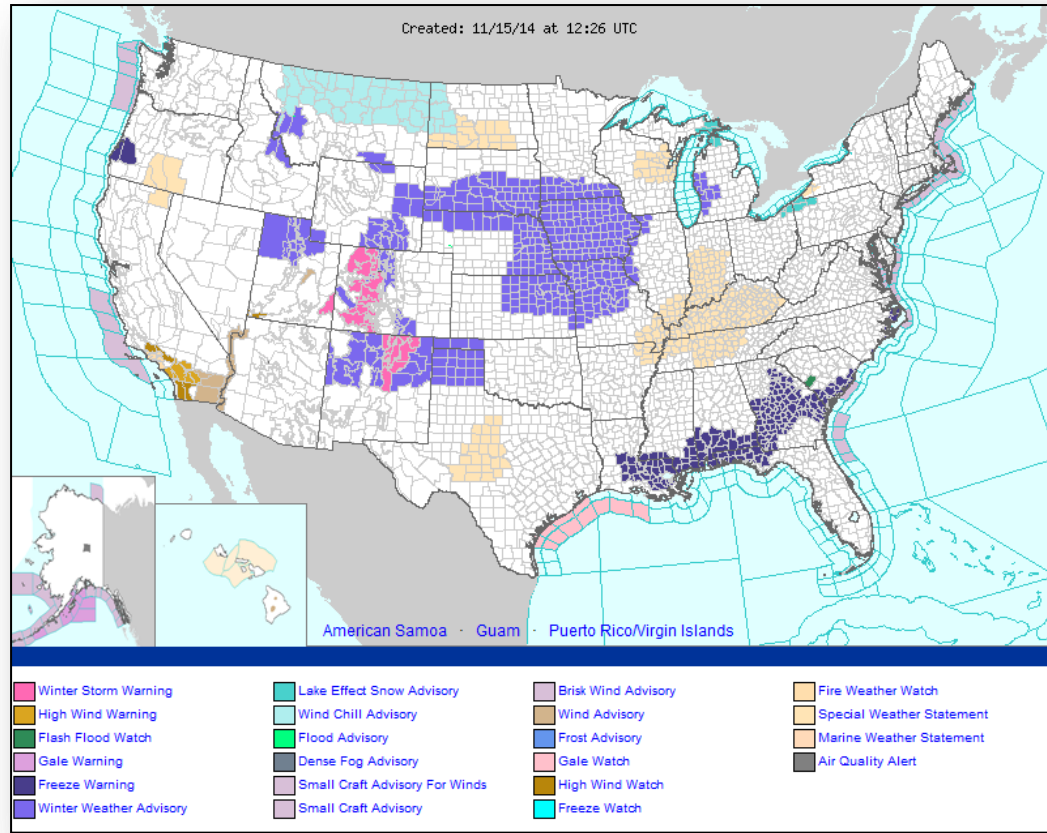 Created: 11/15/14 at 12:26 UTC
American Samoa · Guam · Puerto Rico/Virgin Islands
Winter Storm Warning
High Wind Warning
Flash Flood Watch
Gale Warning
Freeze Warning
Winter Weather Advisory
Lake Effect Snow Advisory
Wind Chill Advisory
Flood Advisory
Dense Fog Advisory
Small Craft Advisory For Winds
Small Craft Advisory
Brisk Wind Advisory
Wind Advisory
Frost Advisory
Gale Watch
High Wind Watch
Freeze Watch
Fire Weather Watch
Special Weather Statement
Marine Weather Statement
Air Quality Alert